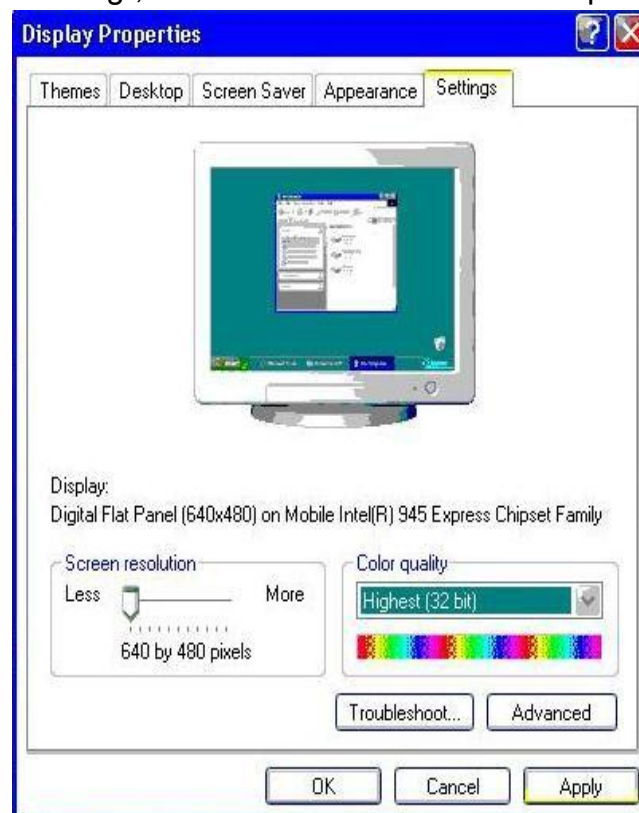 Display Properties
Themes Desktop Screen Saver Appearance Settings
Display:
Digital Flat Panel (640x480) on Mobile Intel(R) 945 Express Chipset Family
Screen resolution
Less More
640 by 480 pixels
Color quality
Highest (32 bit)
Troubleshoot... Advanced
OK Cancel Apply